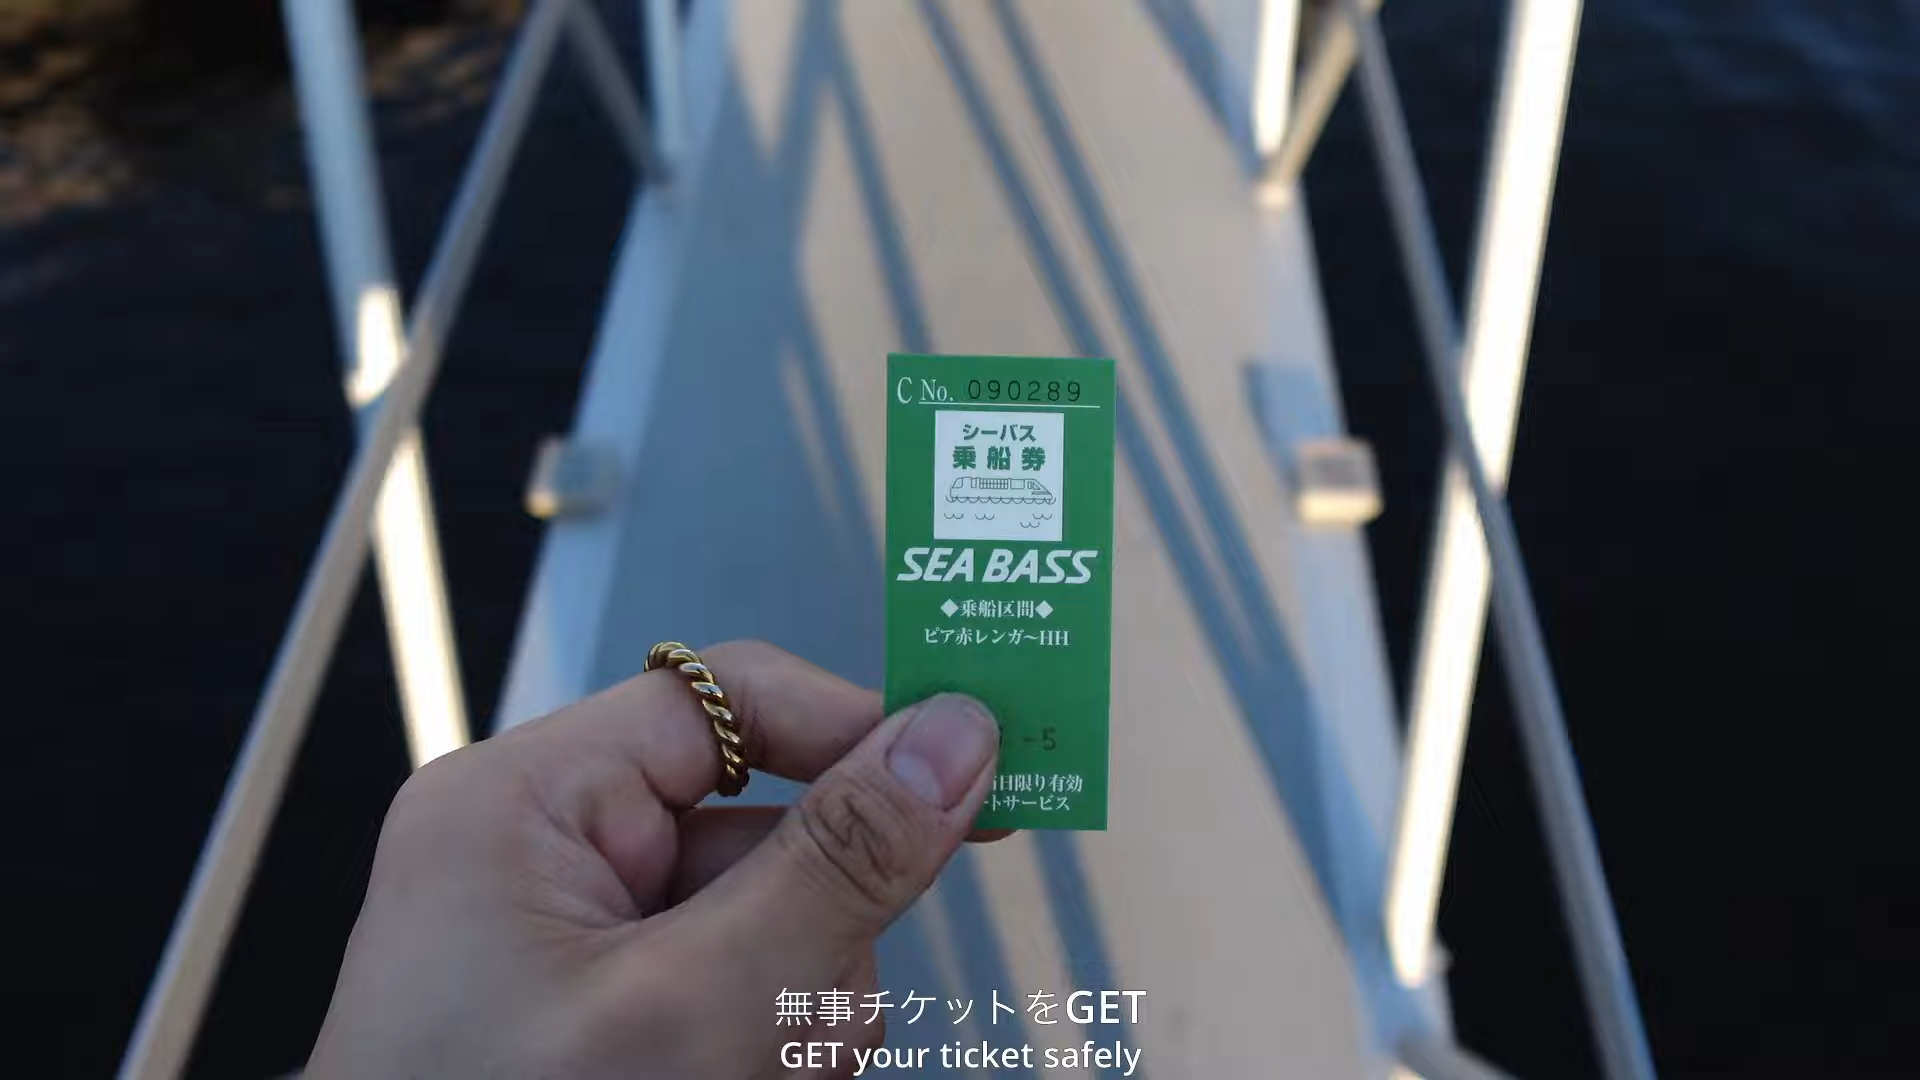 C No. 090289
シーバス
乗船券
SEA BASS
◆乗船区間◆
ピア赤レンガ〜HH
-5
日限り有効
トサービス
無事チケットをGET
GET your ticket safely